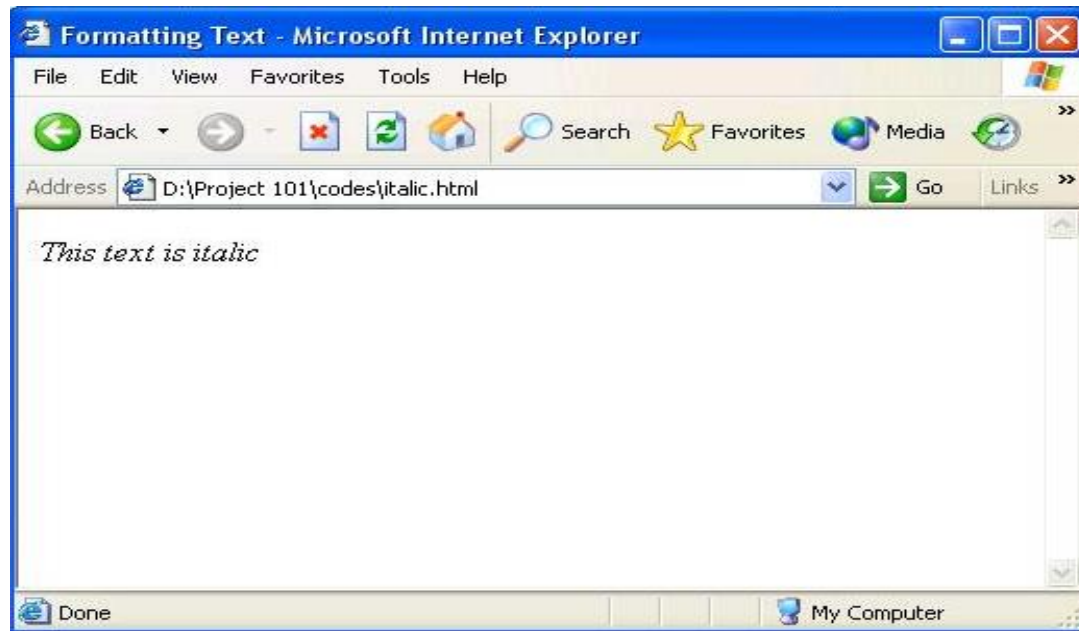 Formatting Text - Microsoft Internet Explorer
File Edit View Favorites Tools Help
Back Search Favorites Media »
Address D:\Project 101\codes\italic.html Go Links »
This text is italic
Done My Computer